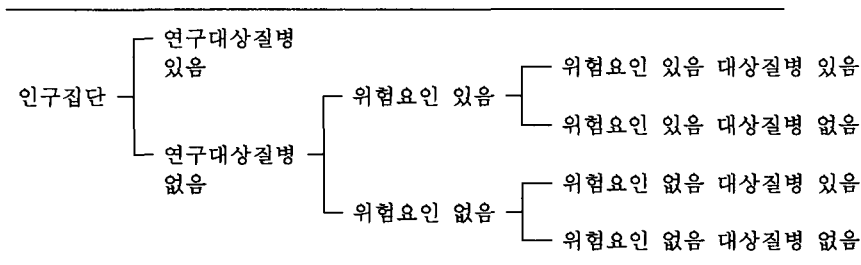 연구대상질병
있음
인구집단
연구대상질병
없음
위험요인 있음
위험요인 없음
위험요인 있음 대상질병 있음
위험요인 있음 대상질병 없음
위험요인 없음 대상질병 있음
위험요인 없음 대상질병 없음